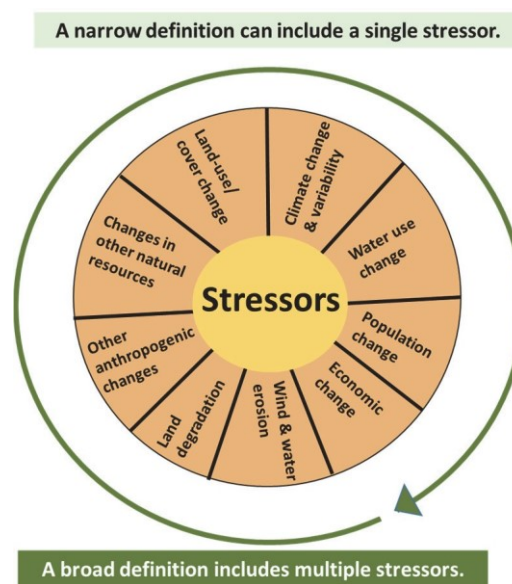 A narrow definition can include a single stressor.
Climate change
& variability
Water use
change
Population
change
Economic
change
Wind & water
erosion
Land
degradation
Other
anthropogenic
changes
Changes in
other natural
resources
Land-use/
cover change
Stressors
A broad definition includes multiple stressors.